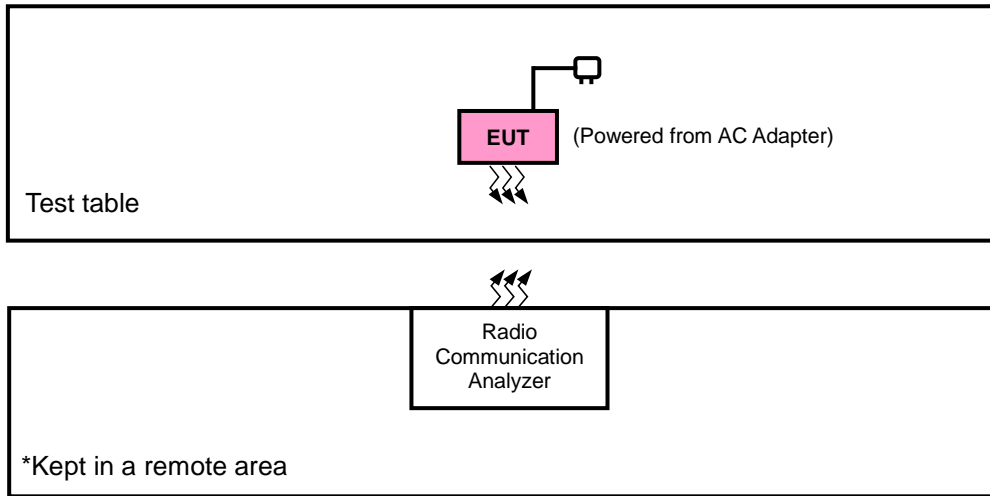 EUT
(Powered from AC Adapter)
Test table
Radio
Communication
Analyzer
*Kept in a remote area